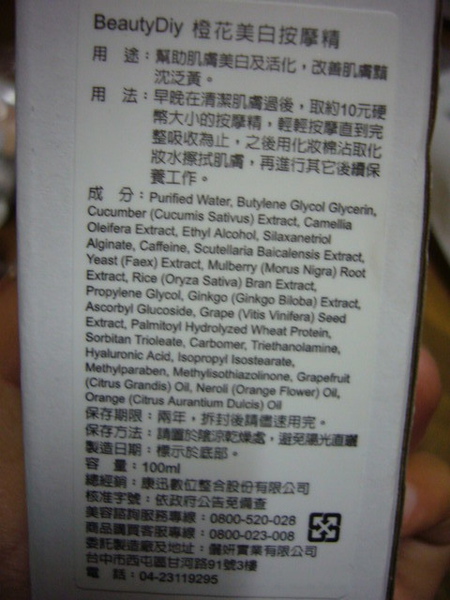 BeautyDiy 橙花美白按摩精
用　途：幫助肌膚美白及活化，改善肌膚黯
沈泛黃。
用　法：早晚在清潔肌膚過後，取約10元硬
幣大小的按摩精，輕輕按摩直到完
整吸收為止，之後用化妝棉沾取化
妝水擦拭肌膚，再進行其它後續保
養工作。
成　分：Purified Water, Butylene Glycol Glycerin,
Cucumber (Cucumis Sativus) Extract, Camellia
Oleifera Extract, Ethyl Alcohol, Silaxanetriol
Alginate, Caffeine, Scutellaria Baicalensis Extract,
Yeast (Faex) Extract, Mulberry (Morus Nigra) Root
Extract, Rice (Oryza Sativa) Bran Extract,
Propylene Glycol, Ginkgo (Ginkgo Biloba) Extract,
Ascorbyl Glucoside, Grape (Vitis Vinifera) Seed
Extract, Palmitoyl Hydrolyzed Wheat Protein,
Sorbitan Trioleate, Carbomer, Triethanolamine,
Hyaluronic Acid, Isopropyl Isostearate,
Methylparaben, Methylisothiazolinone, Grapefruit
(Citrus Grandis) Oil, Neroli (Orange Flower) Oil,
Orange (Citrus Aurantium Dulcis) Oil
保存期限：兩年，拆封後請儘速用完。
保存方法：請置於陰涼乾燥處，避免陽光直曬
製造日期：標示於底部。
容　量：100ml
總經銷：康迅數位整合股份有限公司
核准字號：依政府公告免備查
美容諮詢服務專線：0800-520-028
商品購買客服專線：0800-023-008
委託製造廠及地址：儷妍實業有限公司
台中市西屯區甘河路91號3樓
電　話：04-23119295